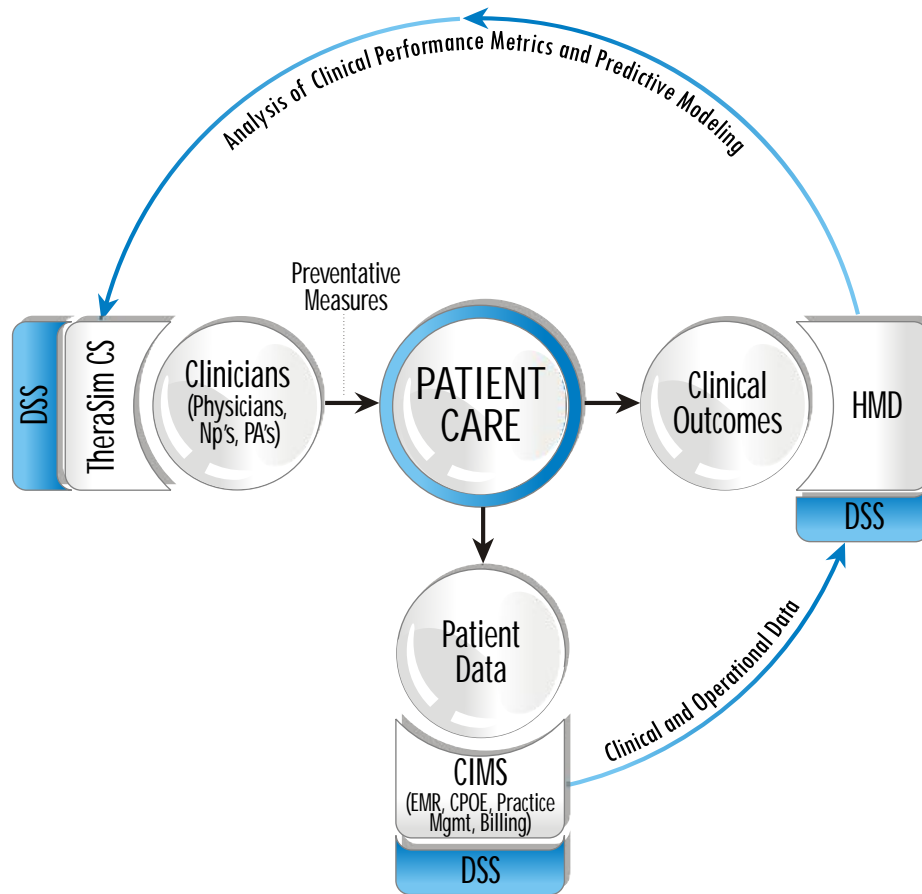 Analysis of Clinical Performance Metrics and Predictive Modeling
Preventative
Measures
DSS
TheraSim CS
Clinicians
(Physicians,
Np's, PA's)
PATIENT
CARE
Clinical
Outcomes
HMD
DSS
Patient
Data
Clinical and Operational Data
CIMS
(EMR, CPOE, Practice
Mgmt, Billing)
DSS